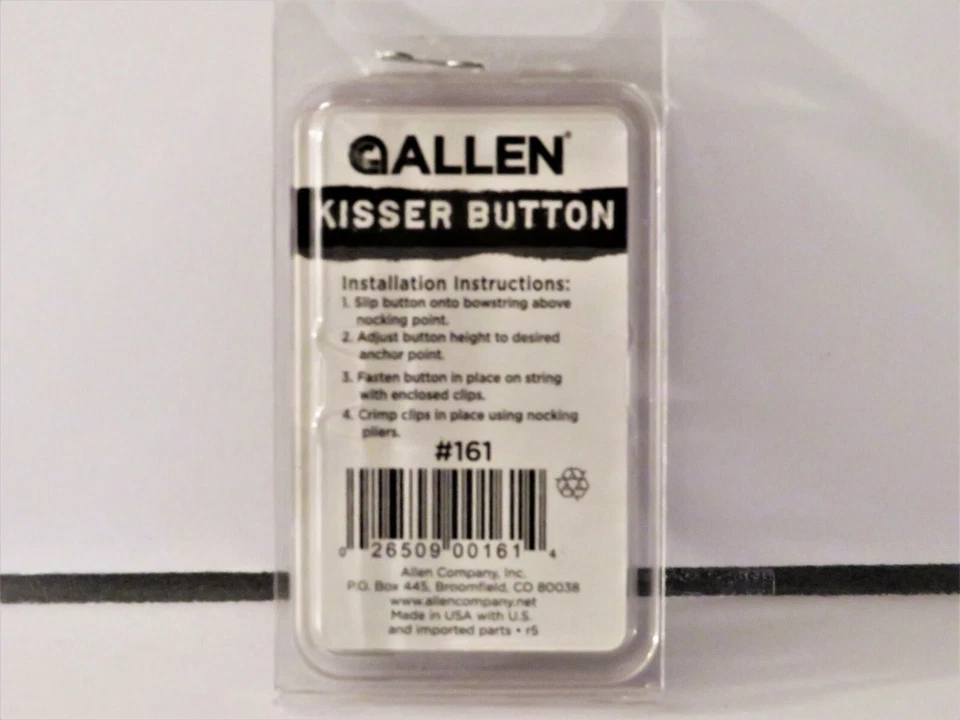 ALLEN®
KISSER BUTTON
Installation Instructions:
1. Slip button onto bowstring above
nocking point.
2. Adjust button height to desired
anchor point.
3. Fasten button in place on string
with enclosed clips.
4. Crimp clips in place using nocking
pliers.
#161
0 26509 00161 4
Allen Company, Inc.
P.O. Box 445, Broomfield, CO 80038
www.allencompany.net
Made in USA with U.S.
and imported parts • r5